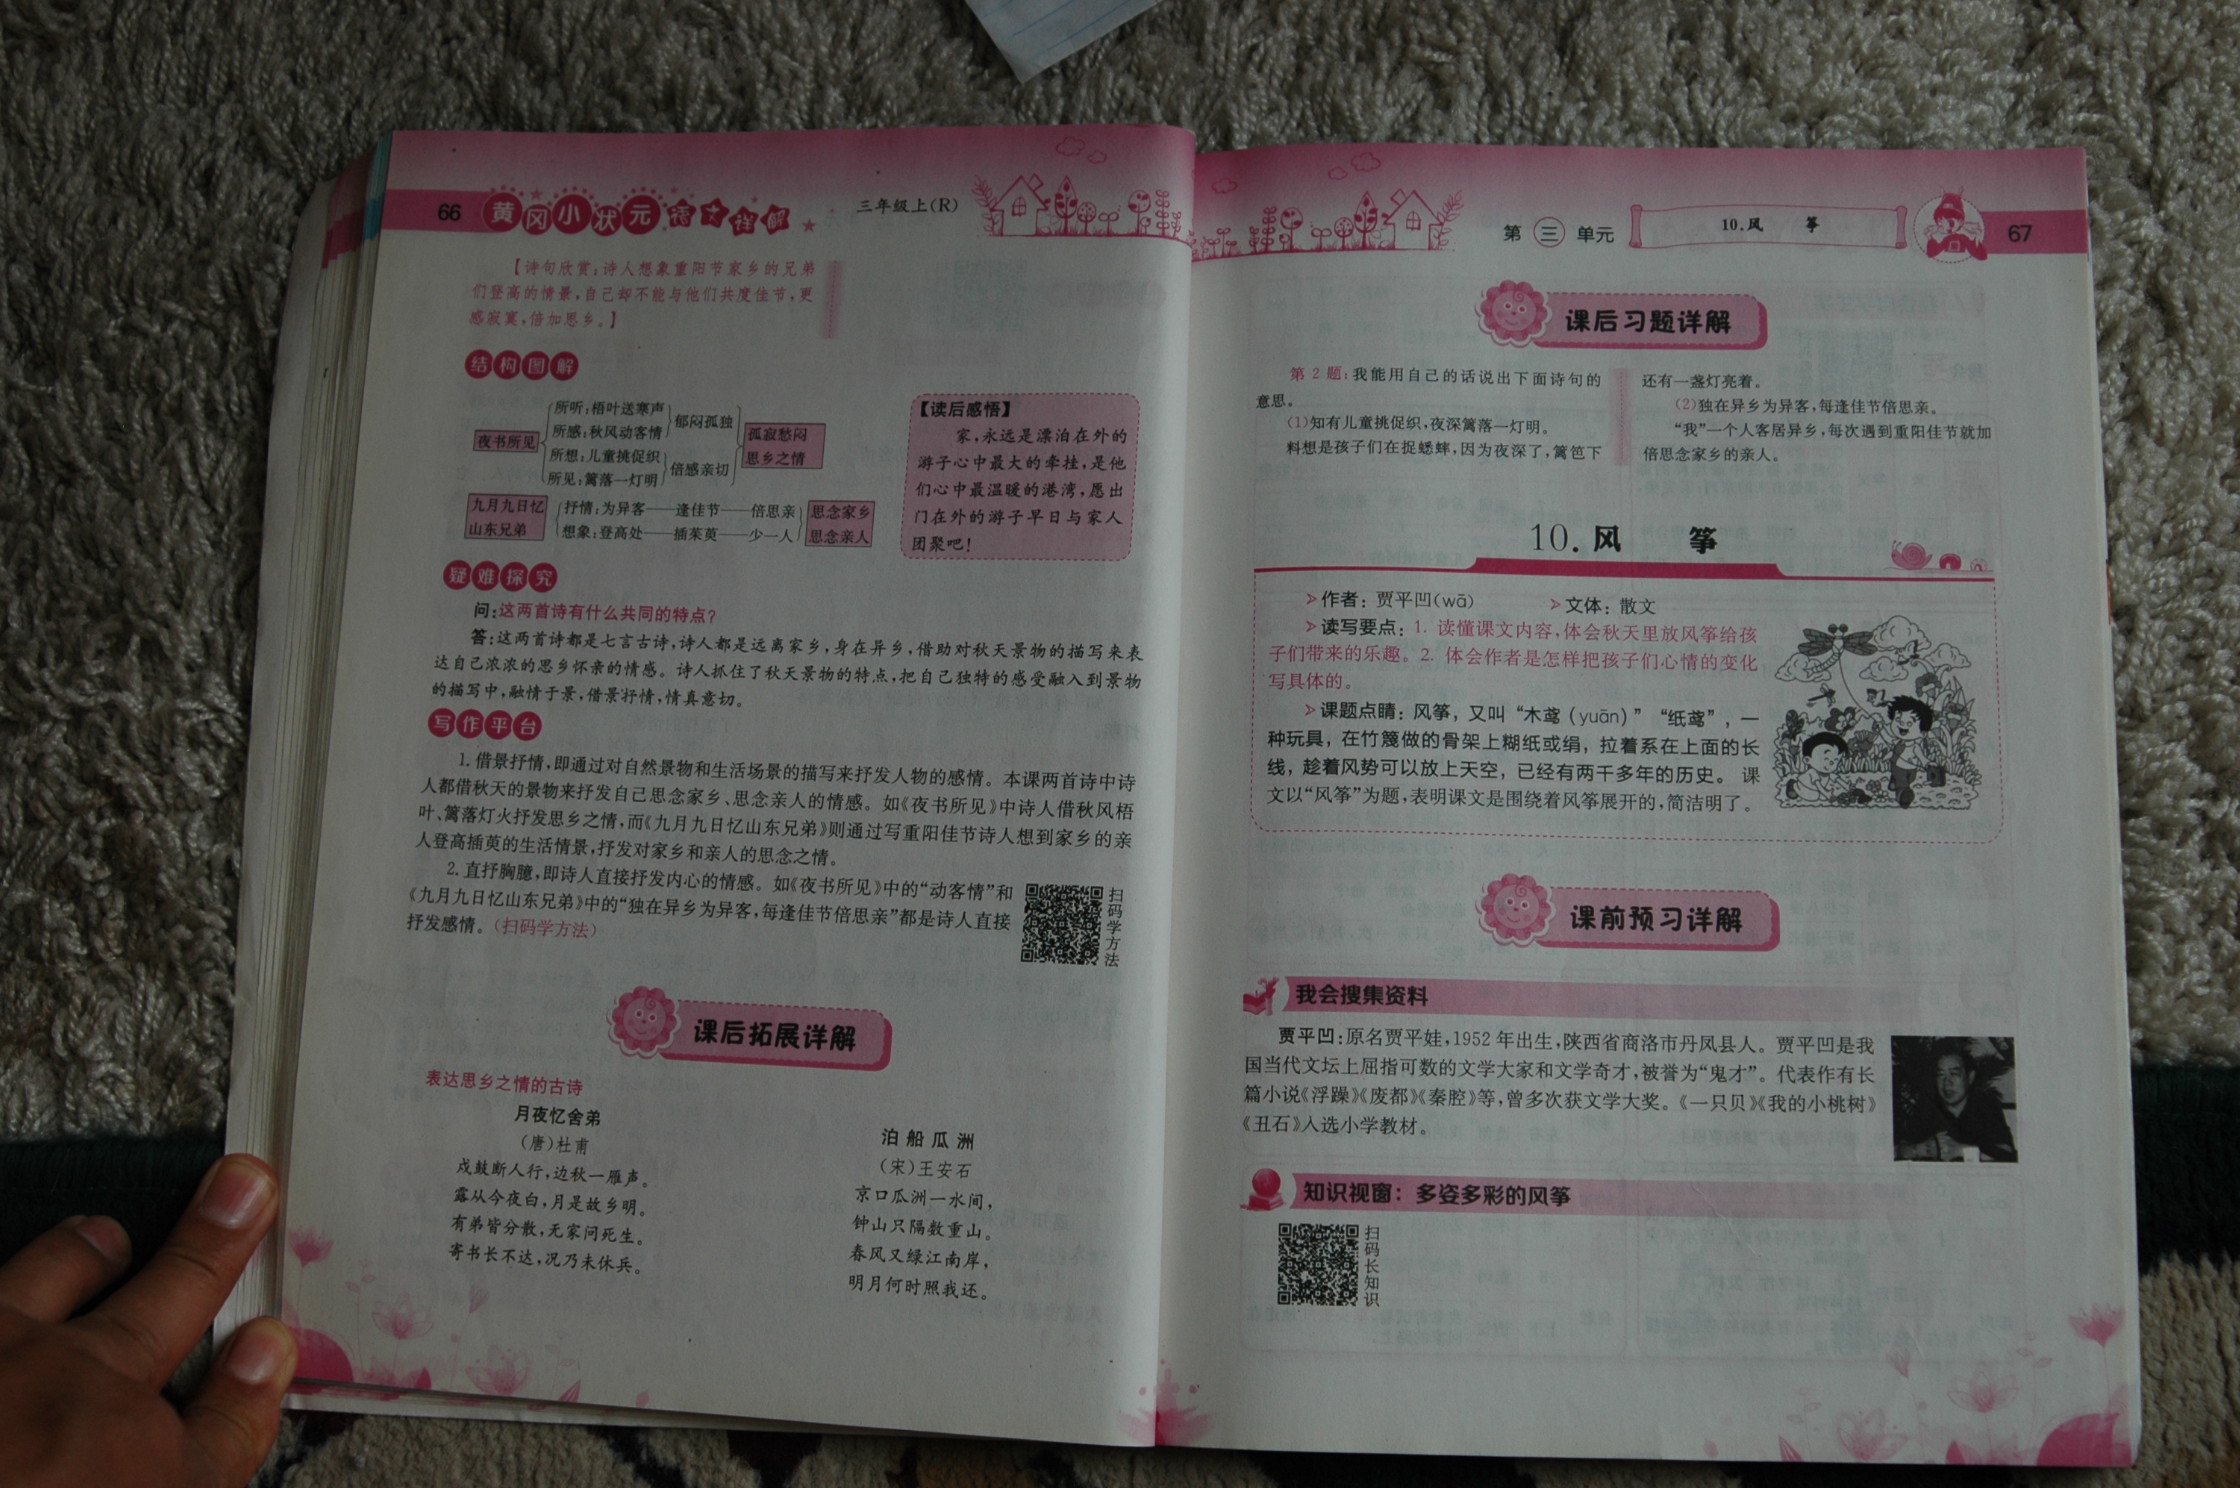 66 黄冈小状元 三年级上(R)
【诗句欣赏:诗人想象重阳节家乡的兄弟
们登高的情景,自己却不能与他们共度佳节,更
感寂寞,倍加思乡。】
结构图解
夜书所见
所听:梧叶送寒声
所感:秋风动客情
郁闷孤独
所想:儿童挑促织
所见:篱落一灯明
倍感亲切
孤寂愁闷
思乡之情
九月九日忆
山东兄弟
抒情:为异客——逢佳节——倍思亲
想象:登高处——插茱萸——少一人
思念家乡
思念亲人
【读后感悟】
家,永远是漂泊在外的
游子心中最大的牵挂,是他
们心中最温暖的港湾,愿出
门在外的游子早日与家人
团聚吧!
疑难探究
问:这两首诗有什么共同的特点?
答:这两首诗都是七言古诗;诗人都是远离家乡,身在异乡,借助对秋天景物的描写来表
达自己浓浓的思乡怀亲的情感。诗人抓住了秋天景物的特点,把自己独特的感受融入到景物
的描写中,融情于景,借景抒情,情真意切。
写作平台
1. 借景抒情,即通过对自然景物和生活场景的描写来抒发人物的感情。本课两首诗中诗
人都借秋天的景物来抒发自己思念家乡、思念亲人的情感。如《夜书所见》中诗人借秋风梧
叶、篱落灯火抒发思乡之情,而《九月九日忆山东兄弟》则通过写重阳佳节诗人想到家乡的亲
人登高插茱萸的生活情景,抒发对家乡和亲人的思念之情。
2. 直抒胸臆,即诗人直接抒发内心的情感。如《夜书所见》中的“动客情”和
《九月九日忆山东兄弟》中的“独在异乡为异客,每逢佳节倍思亲”都是诗人直接
抒发感情。(扫码学方法)
扫码学方法
课后拓展详解
表达思乡之情的古诗
月夜忆舍弟
(唐)杜甫
戍鼓断人行,边秋一雁声。
露从今夜白,月是故乡明。
有弟皆分散,无家问死生。
寄书长不达,况乃未休兵。
泊船瓜洲
(宋)王安石
京口瓜洲一水间,
钟山只隔数重山。
春风又绿江南岸,
明月何时照我还。
第三单元 10.风 筝 67
课后习题详解
第2题:我能用自己的话说出下面诗句的
意思。
(1)知有儿童挑促织,夜深篱落一灯明。
料想是孩子们在捉蟋蟀,因为夜深了,篱笆下
还有一盏灯亮着。
(2)独在异乡为异客,每逢佳节倍思亲。
“我”一个人客居异乡,每次遇到重阳佳节就加
倍思念家乡的亲人。
10.风 筝
作者:贾平凹(wā) 文体:散文
读写要点:1. 读懂课文内容,体会秋天里放风筝给孩
子们带来的乐趣。2. 体会作者是怎样把孩子们心情的变化
写具体的。
课题点睛:风筝,又叫“木鸢(yuān)”“纸鸢”,一
种玩具,在竹篾做的骨架上糊纸或绢,拉着系在上面的长
线,趁着风势可以放上天空,已经有两千多年的历史。课
文以“风筝”为题,表明课文是围绕着风筝展开的,简洁明了。
课前预习详解
我会搜集资料
贾平凹:原名贾平娃,1952年出生,陕西省商洛市丹凤县人。贾平凹是我
国当代文坛上屈指可数的文学大家和文学奇才,被誉为“鬼才”。代表作有长
篇小说《浮躁》《废都》《秦腔》等,曾多次获文学大奖。《一只贝》《我的小桃树》
《丑石》入选小学教材。
知识视窗:多姿多彩的风筝
扫码长知识